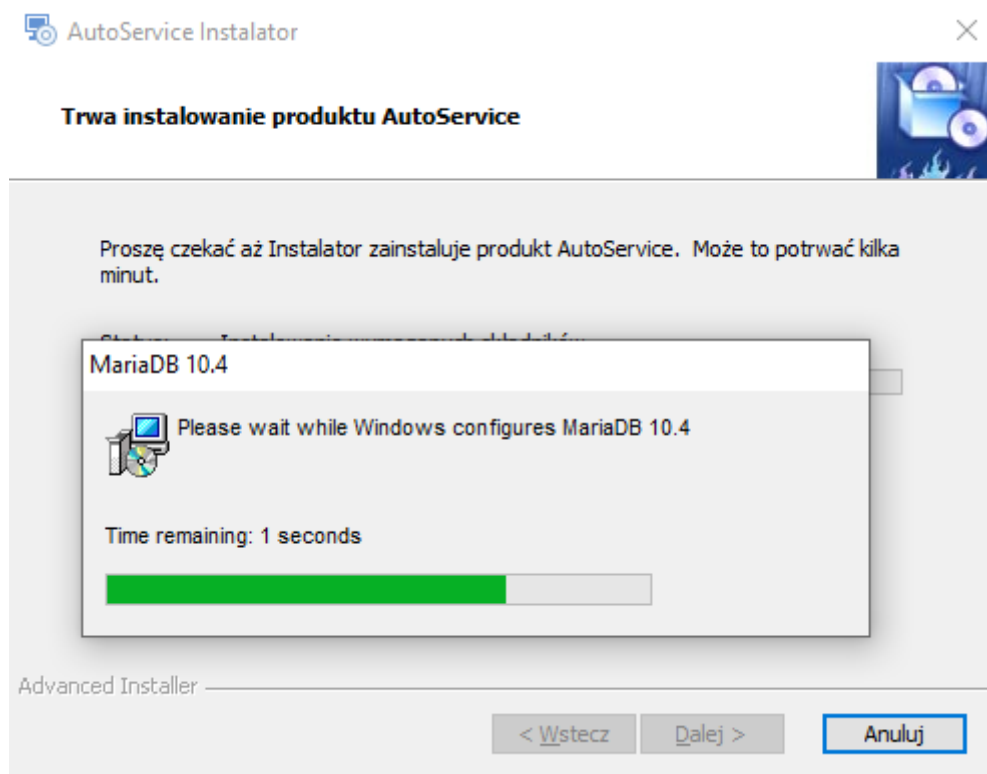 AutoService Instalator
Trwa instalowanie produktu AutoService
Proszę czekać aż Instalator zainstaluje produkt AutoService. Może to potrwać kilka
minut.
MariaDB 10.4
Please wait while Windows configures MariaDB 10.4
Time remaining: 1 seconds
Advanced Installer
< Wstecz
Dalej >
Anuluj